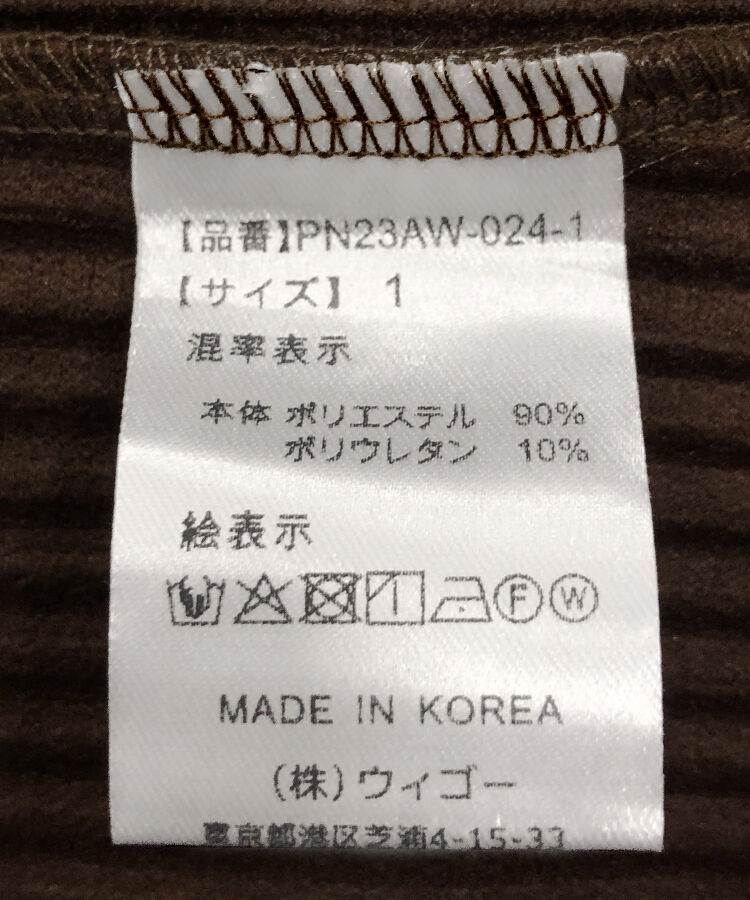 【品番】PN23AW-024-1
【サイズ】 1
混率表示
本体 ポリエステル 90%
ポリウレタン 10%
絵表示
F W
MADE IN KOREA
(株)ウィゴー
東京都港区芝浦4-15-33